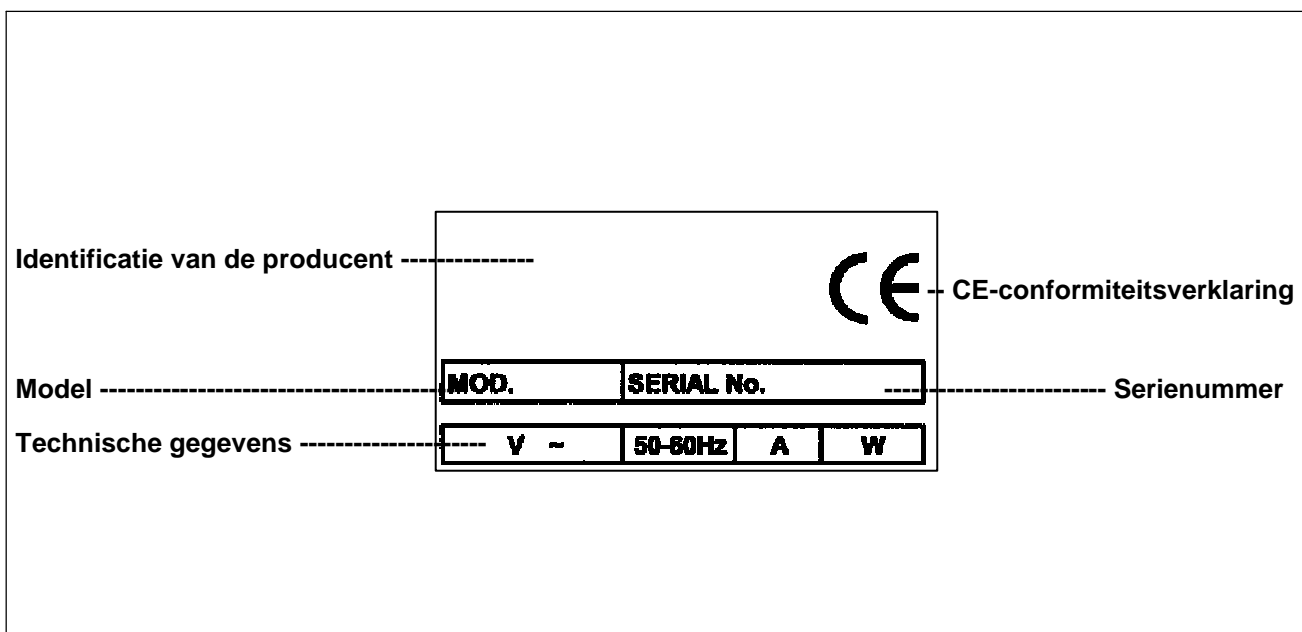 Identificatie van de producent --------------
CE -- CE-conformiteitsverklaring
Model ---------------------------------------- MOD. SERIAL No. ------------------------- Serienummer
Technische gegevens --------------------- V ~ 50-60Hz A W